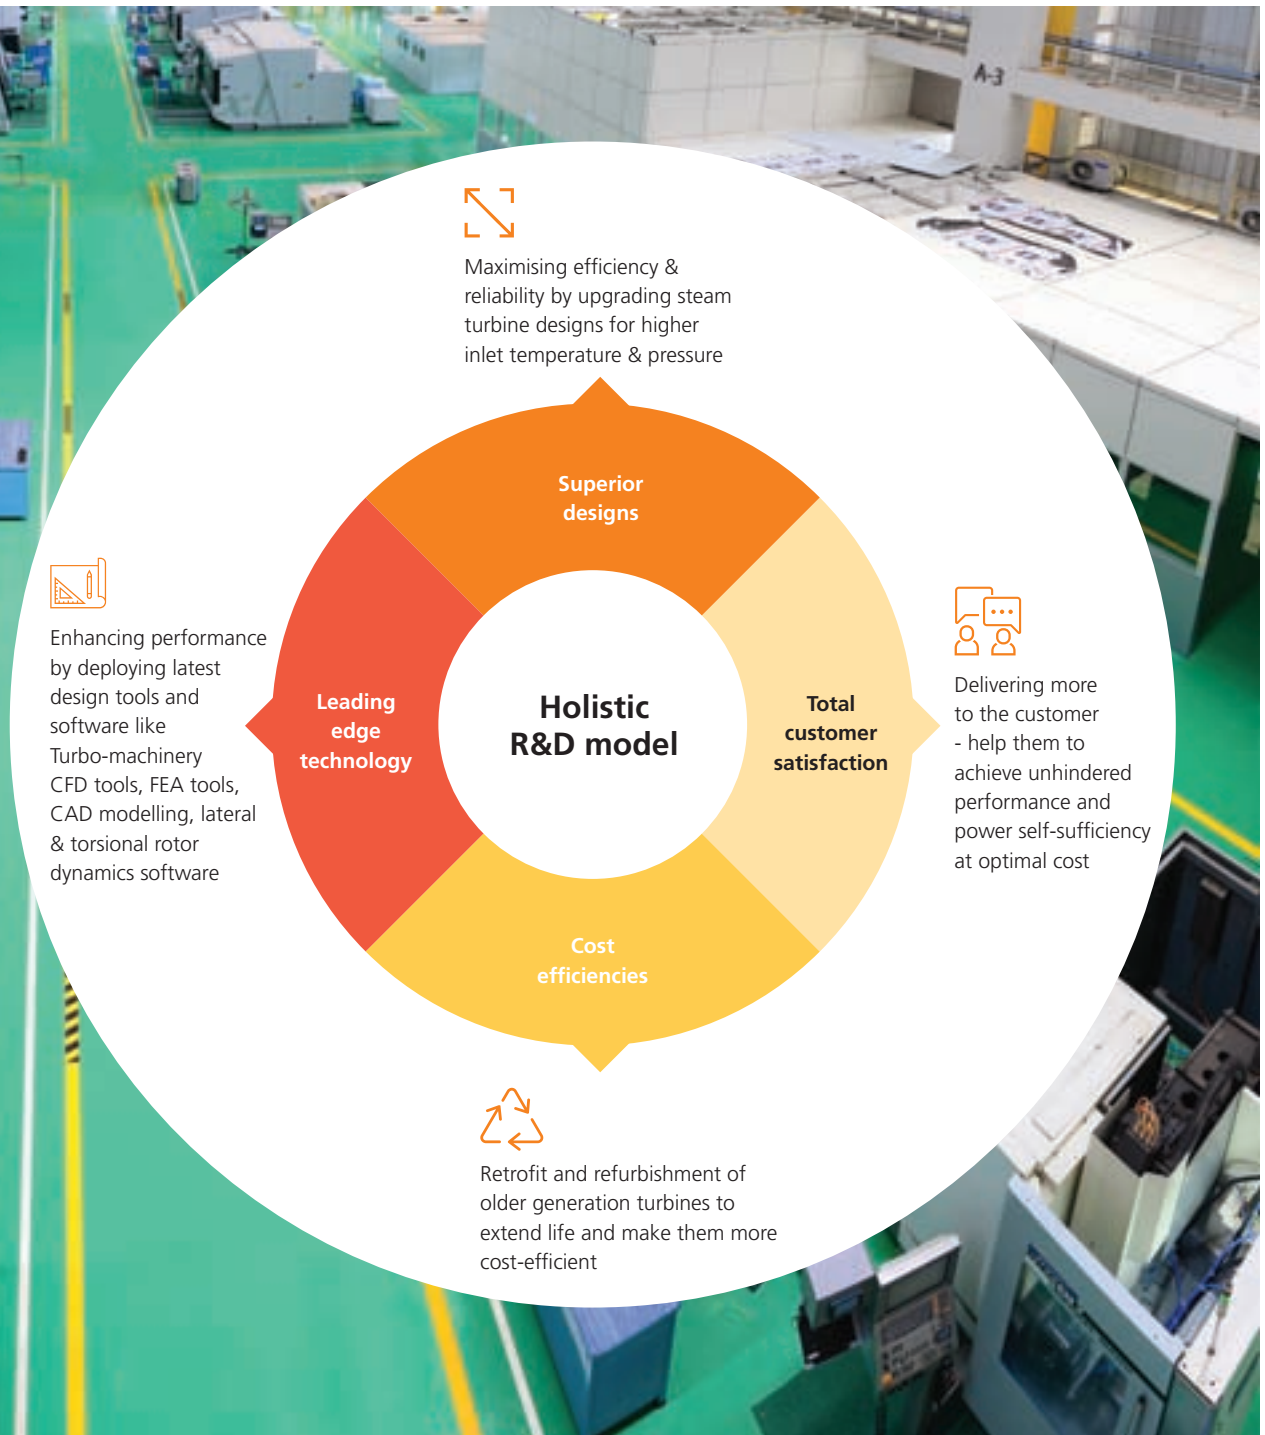 A-3
Maximising efficiency &
reliability by upgrading steam
turbine designs for higher
inlet temperature & pressure
Superior
designs
Enhancing performance
by deploying latest
design tools and
software like
Turbo-machinery
CFD tools, FEA tools,
CAD modelling, lateral
& torsional rotor
dynamics software
Leading
edge
technology
Holistic
R&D model
Total
customer
satisfaction
Delivering more
to the customer
- help them to
achieve unhindered
performance and
power self-sufficiency
at optimal cost
Cost
efficiencies
Retrofit and refurbishment of
older generation turbines to
extend life and make them more
cost-efficient